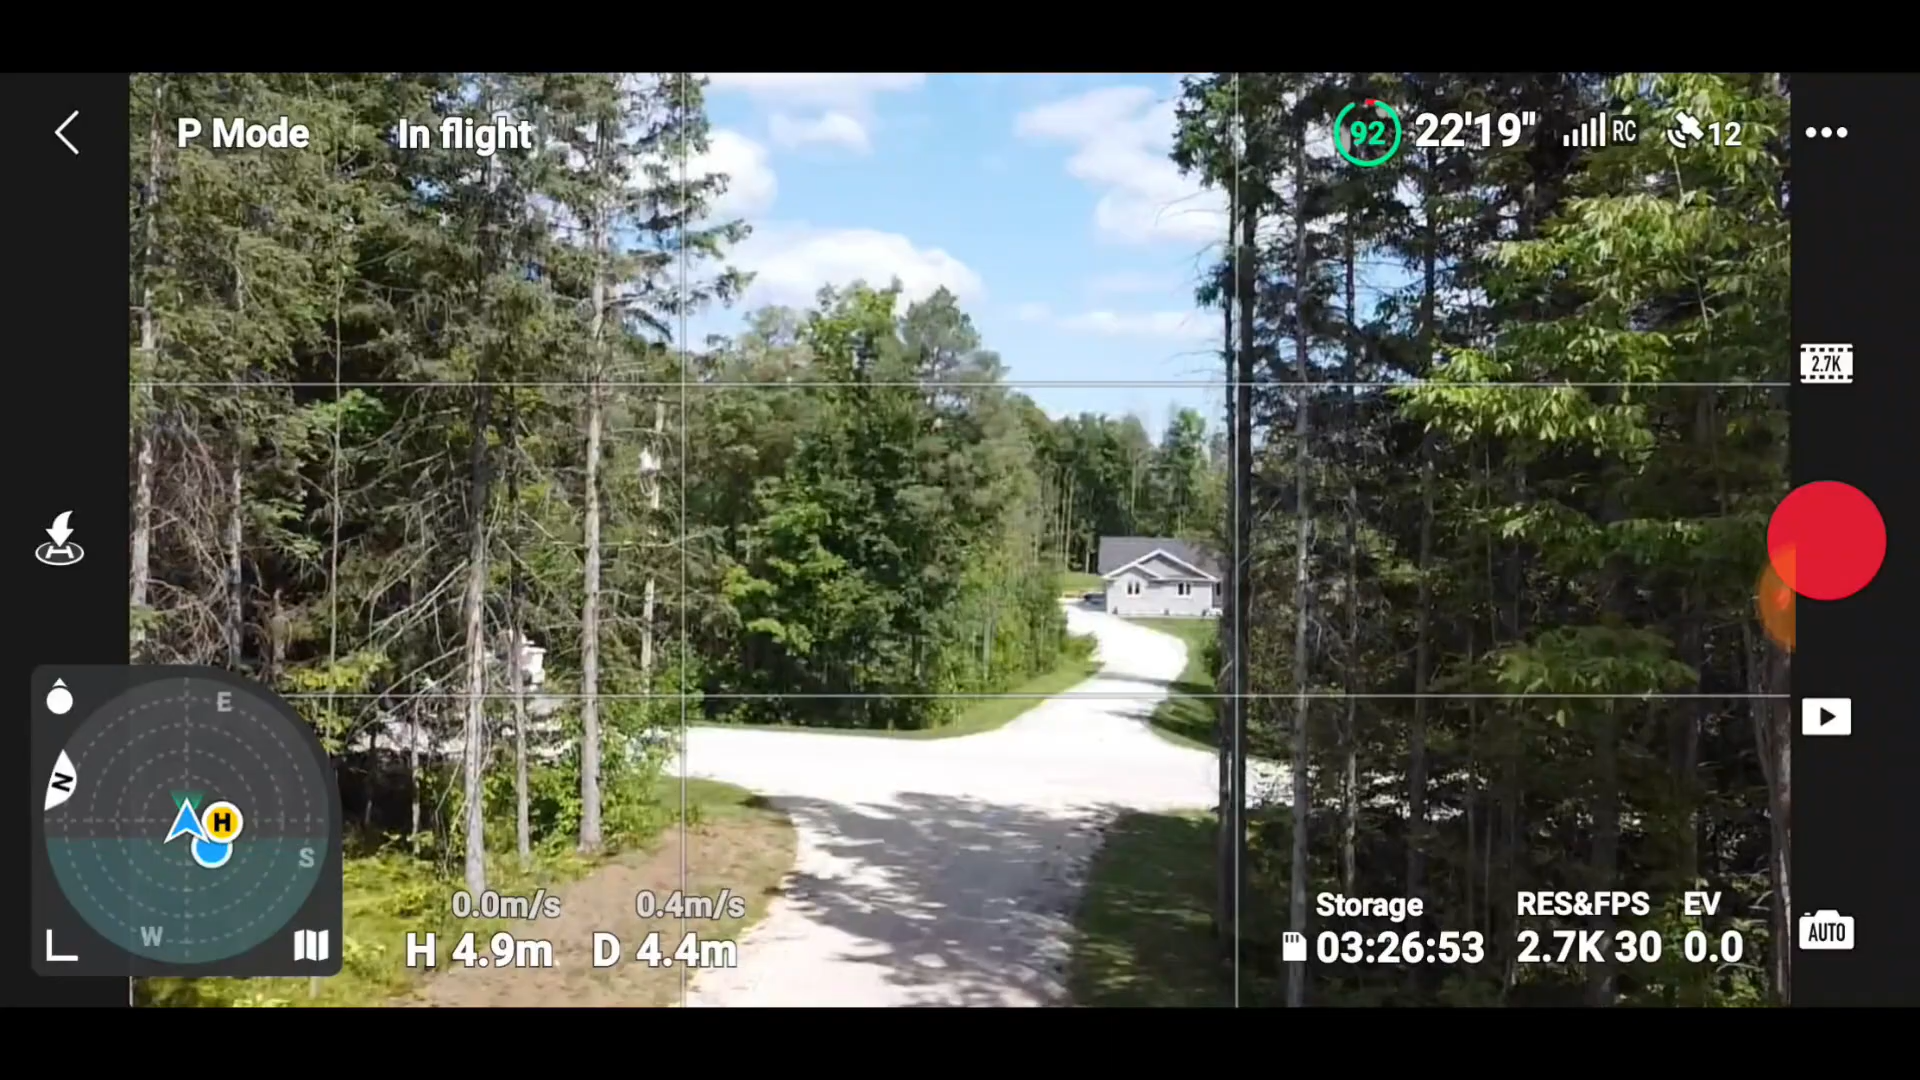 P Mode In flight 92 22'19" RC 12
2.7K
E
N
H
S
W
0.0m/s 0.4m/s
H 4.9m D 4.4m
Storage RES&FPS EV
03:26:53 2.7K 30 0.0
AUTO